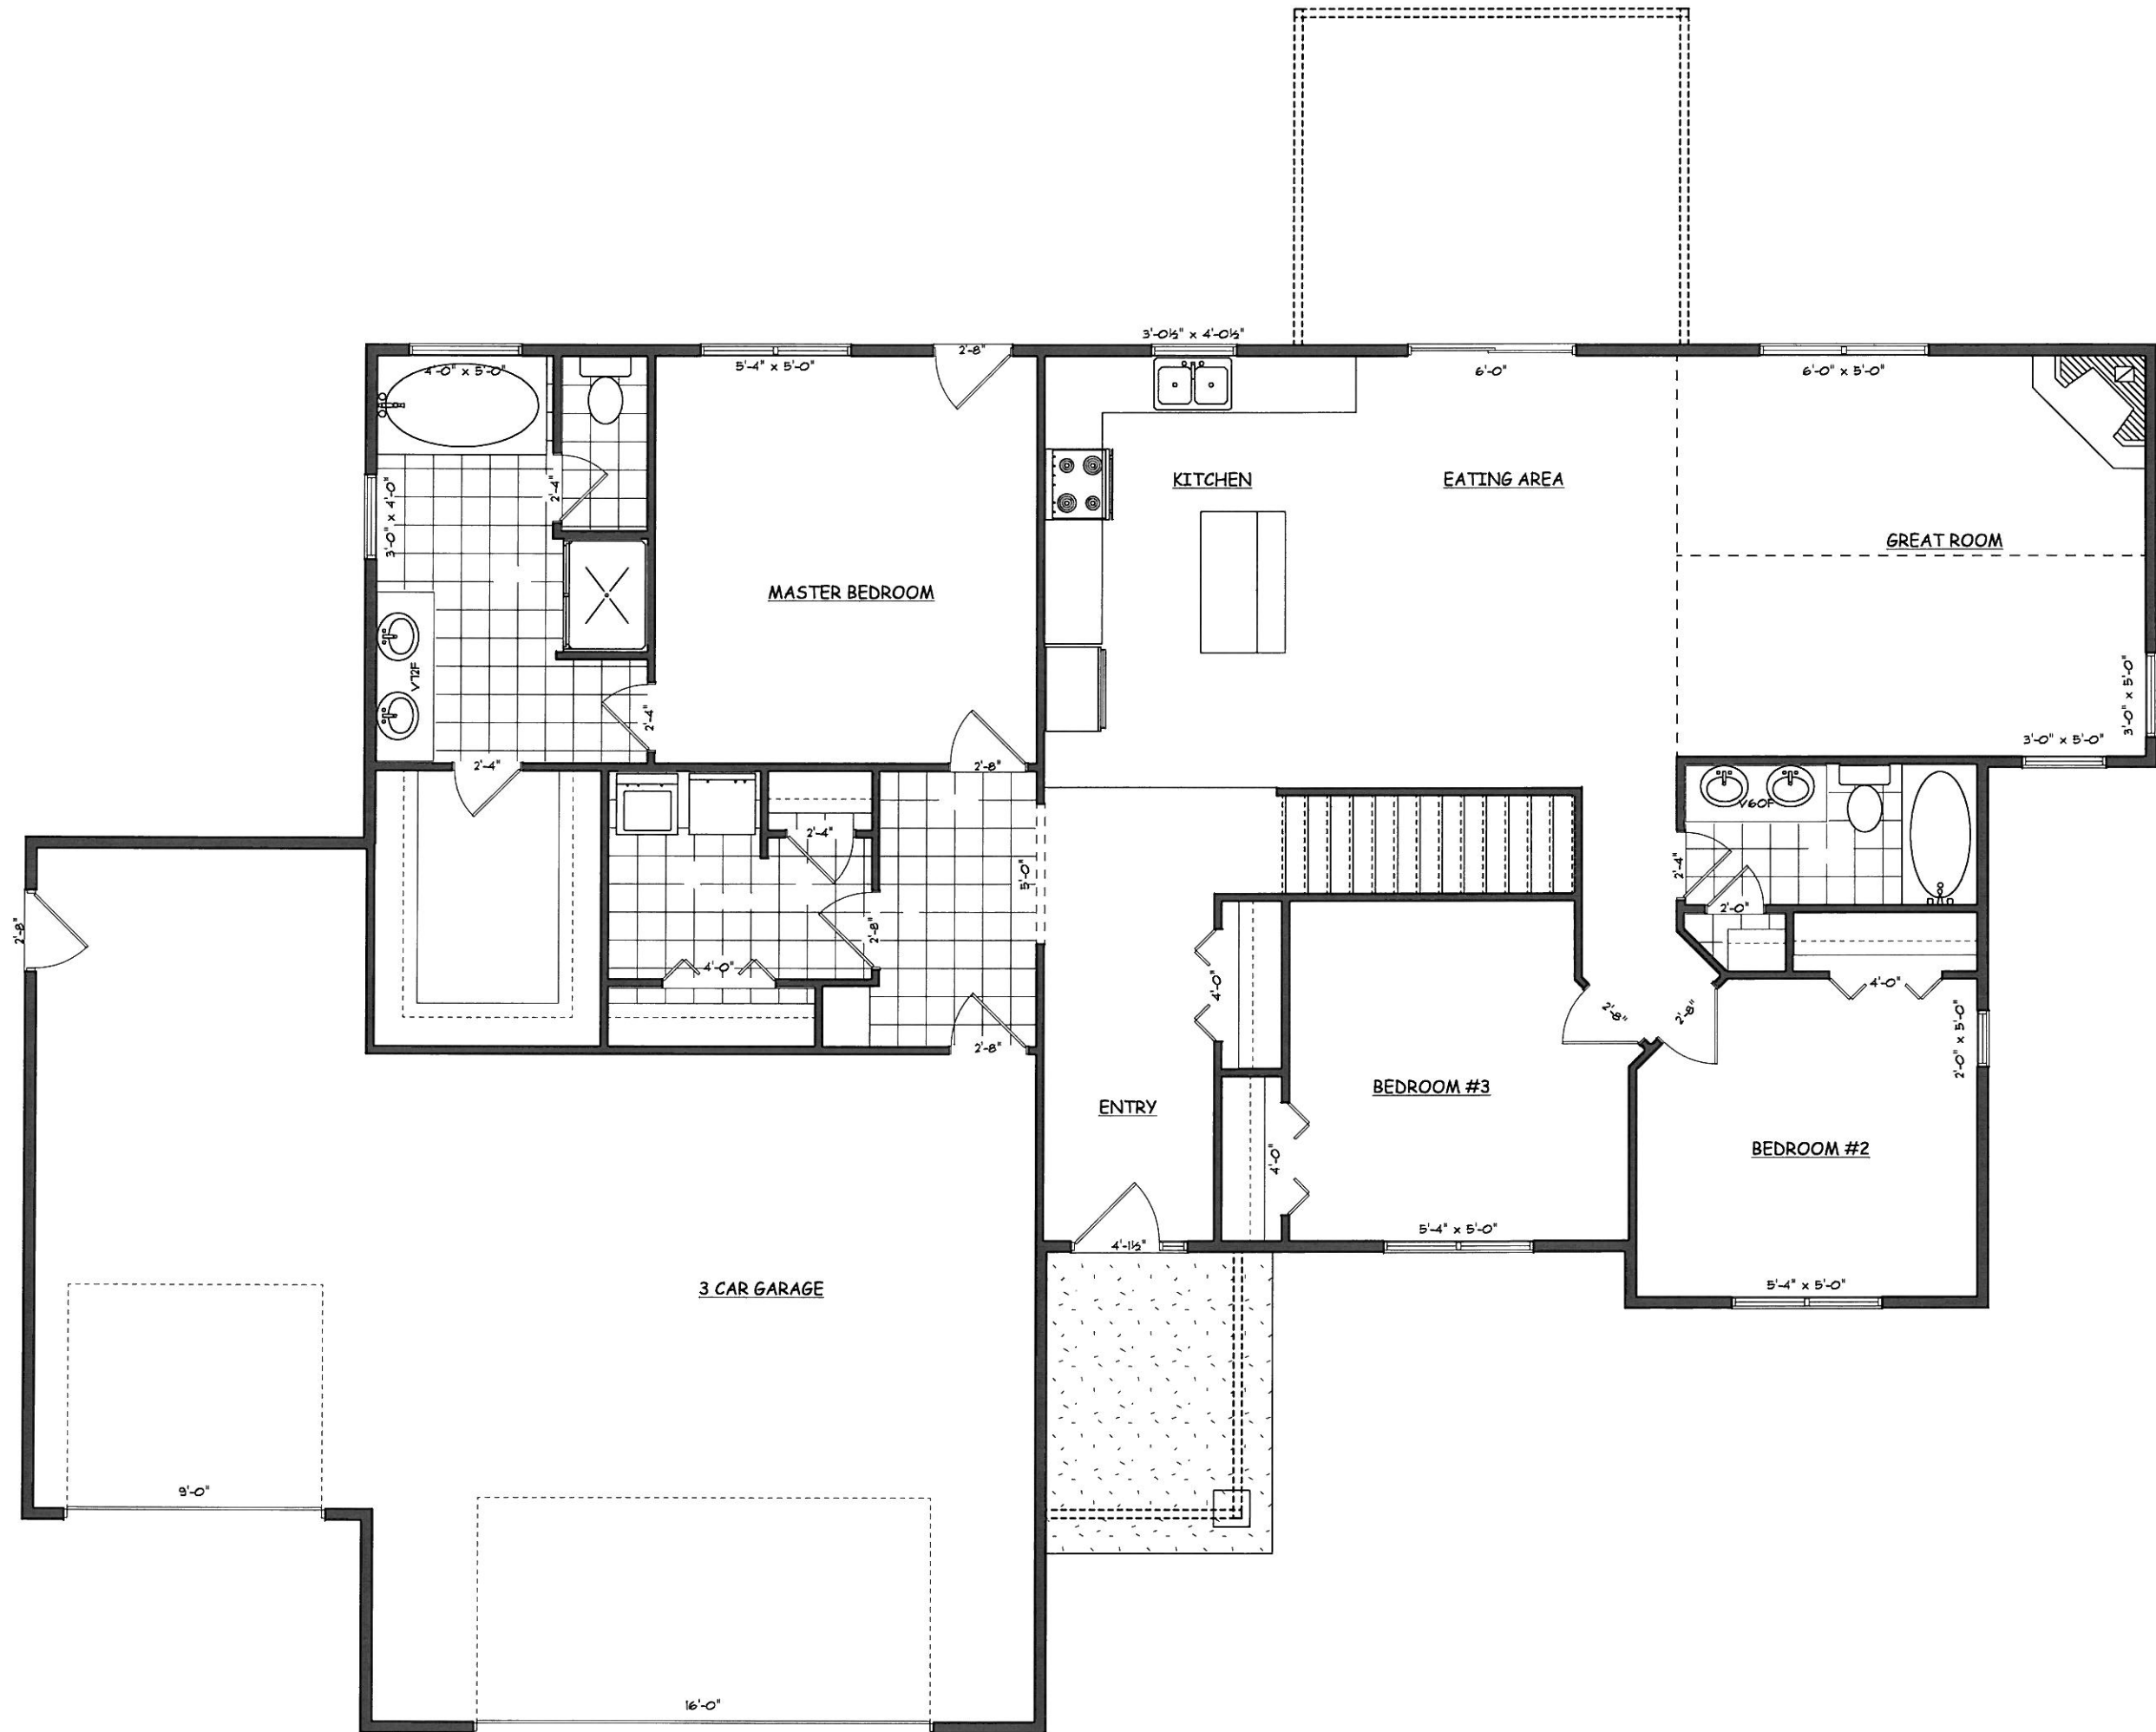 3'-0½" x 4'-0½"
2'-8"
4'-0" x 5'-0"
5'-4" x 5'-0"
6'-0"
6'-0" x 5'-0"
KITCHEN
EATING AREA
2'-4"
3'-0" x 4'-0"
GREAT ROOM
MASTER BEDROOM
V72F
2'-4"
3'-0" x 5'-0"
3'-0" x 5'-0"
2'-4"
2'-8"
V60F
2'-4"
5'-0"
2'-4"
2'-8"
2'-8"
2'-0"
4'-0"
4'-0"
4'-0"
2'-8"
2'-8"
2'-0" x 5'-0"
2'-8"
BEDROOM #3
ENTRY
BEDROOM #2
4'-0"
5'-4" x 5'-0"
4'-1½"
3 CAR GARAGE
5'-4" x 5'-0"
9'-0"
16'-0"